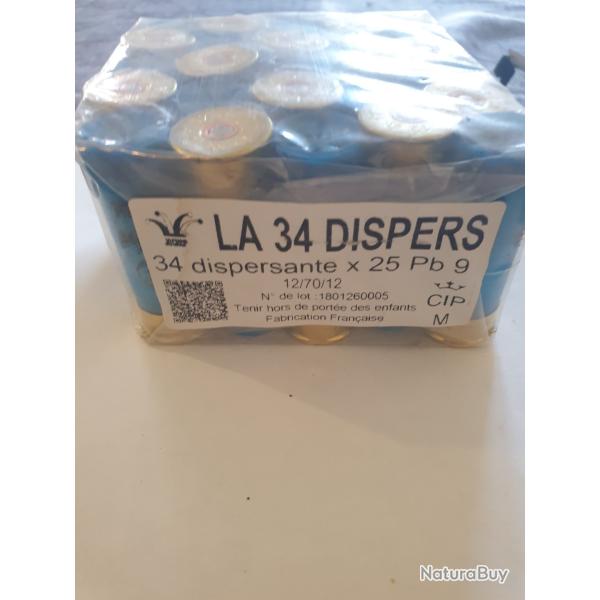 LA 34 DISPERS
34 dispersante x 25 Pb 9
12/70/12
N° de lot :1801260005
Tenir hors de portée des enfants
Fabrication Française
CIP
M
NaturaBuy